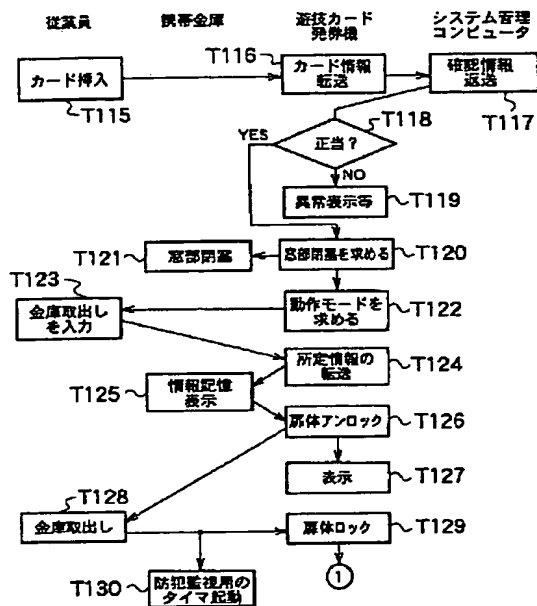 従業員
携帯金庫
遊技カード
発券機
システム管理
コンピュータ
カード挿入
T115
T116
カード情報
転送
確認情報
返送
T117
正当?
T118
YES
NO
異常表示等
T119
T121
窓部閉塞
窓部閉塞を求める
T120
T123
金庫取出し
を入力
動作モードを
求める
T122
所定情報の
転送
T124
T125
情報記憶
表示
扉体アンロック
T126
表示
T127
T128
金庫取出し
扉体ロック
T129
T130
防犯監視用の
タイマ起動
1